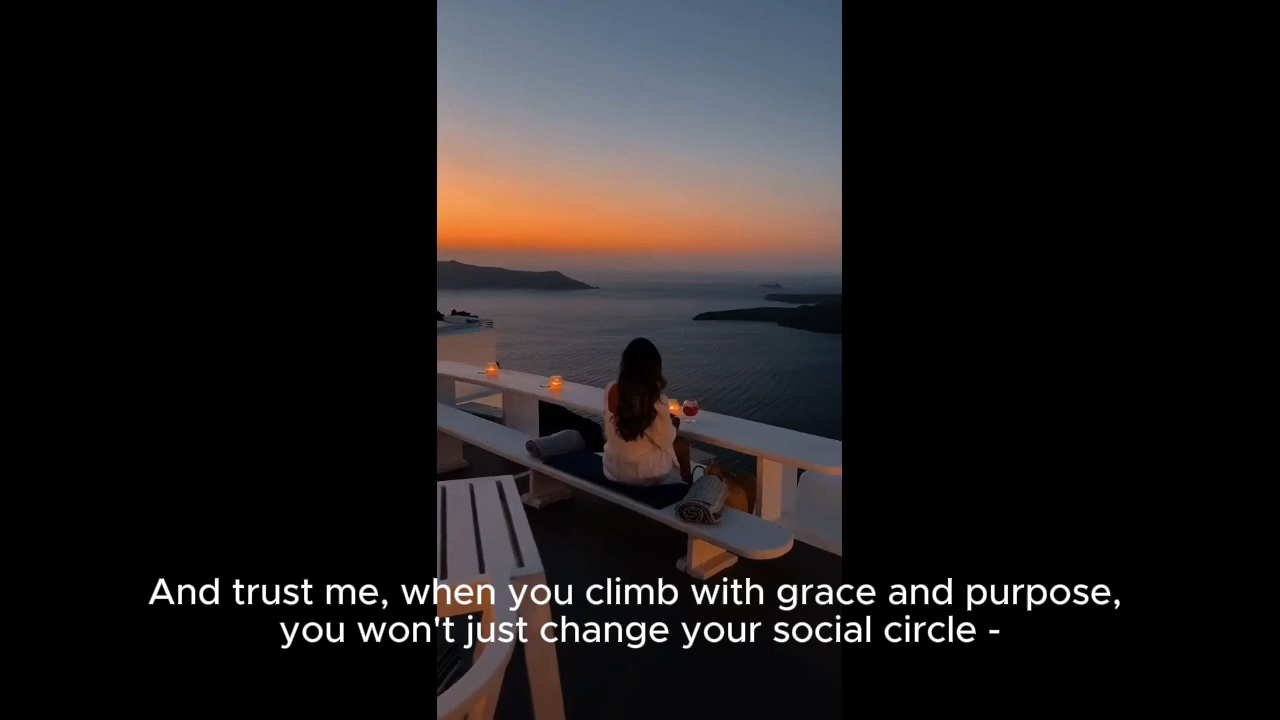 And trust me, when you climb with grace and purpose,
you won't just change your social circle -